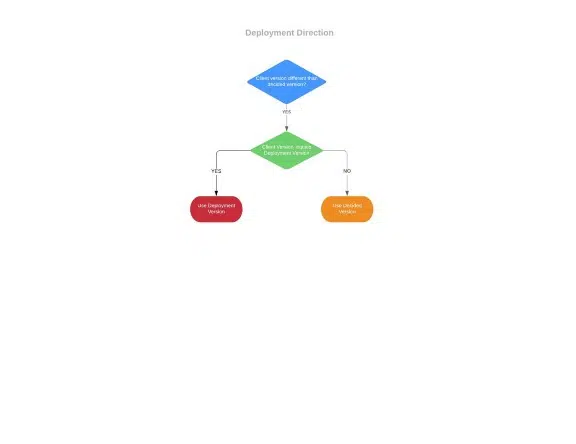 Deployment Direction
Client version different than
decided version?
YES
Client Version
Deployment Version
YES
NO
Use Deployment
Version
Use Decided
Version